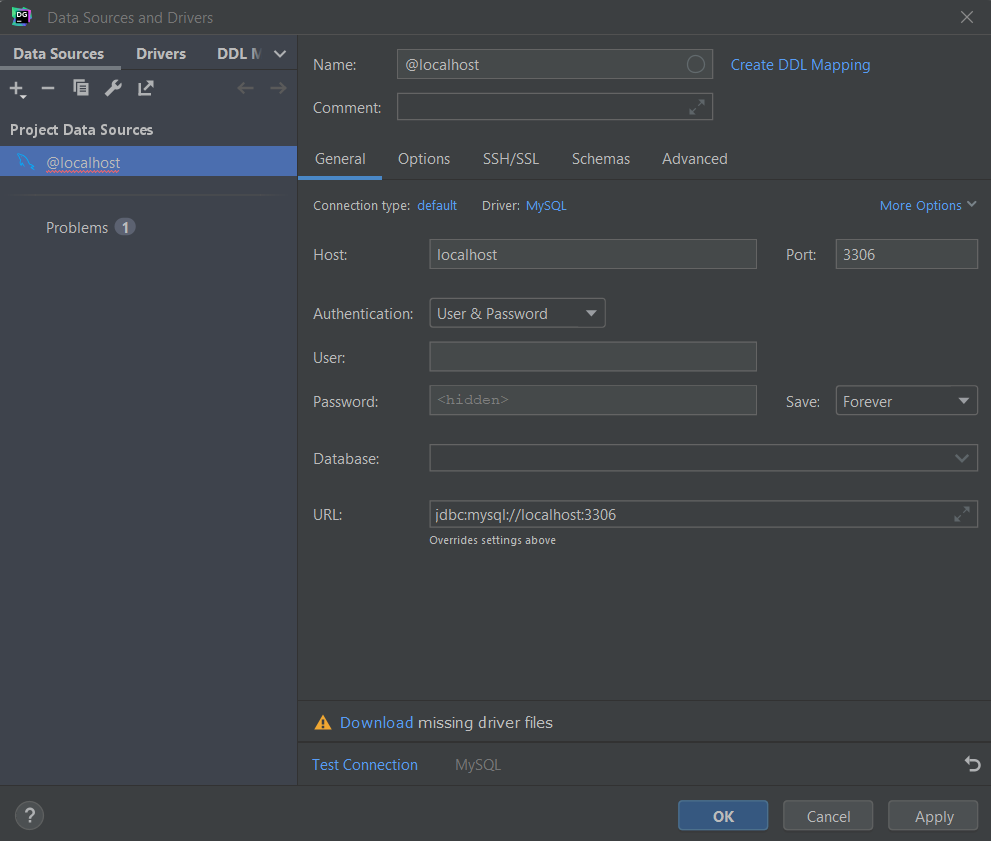 DG Data Sources and Drivers
Data Sources Drivers DDL M
Project Data Sources
@localhost
Problems 1
Name: @localhost Create DDL Mapping
Comment:
General Options SSH/SSL Schemas Advanced
Connection type: default Driver: MySQL More Options
Host: localhost Port: 3306
Authentication: User & Password
User:
Password: <hidden> Save: Forever
Database:
URL: jdbc:mysql://localhost:3306
Overrides settings above
Download missing driver files
Test Connection MySQL
? OK Cancel Apply